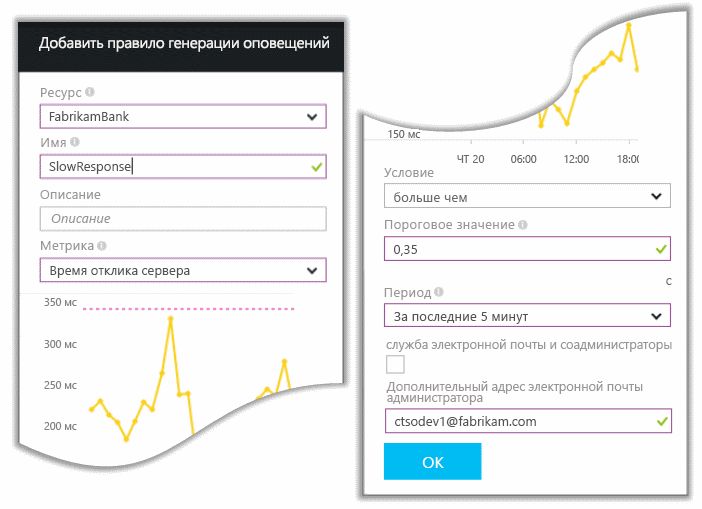 Добавить правило генерации оповещений
Ресурс
FabrikamBank
Имя
SlowResponse
Описание
Описание
Метрика
Время отклика сервера
350 мс
300 мс
250 мс
200 мс
150 мс
ЧТ 20 06:00 12:00 18:00
Условие
больше чем
Пороговое значение
0,35
с
Период
За последние 5 минут
служба электронной почты и соадминистраторы
Дополнительный адрес электронной почты
администратора
ctsodev1@fabrikam.com
ОК